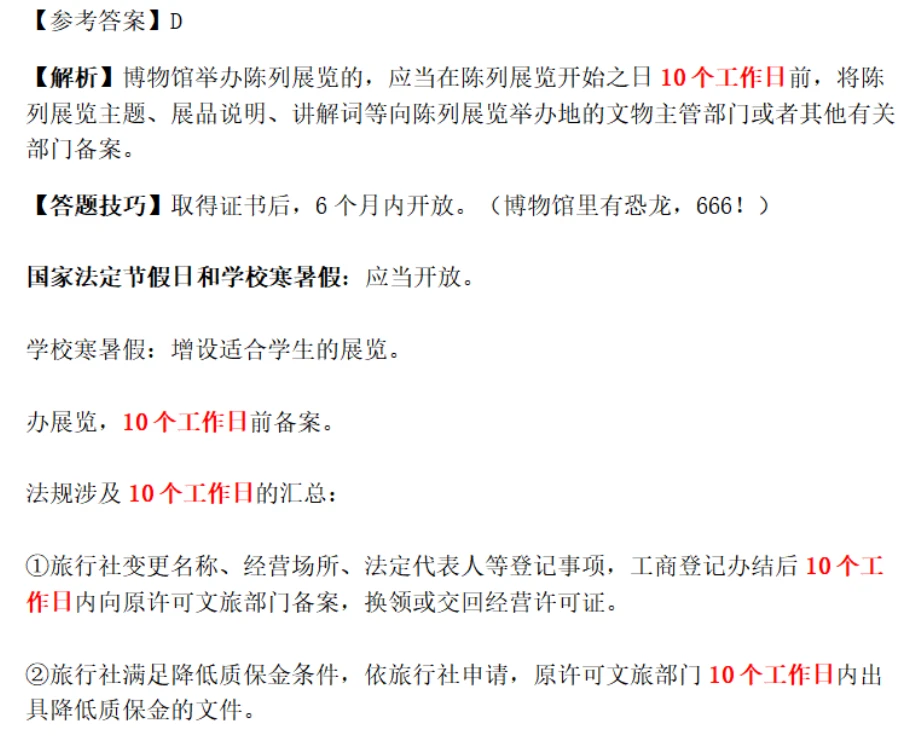 【参考答案】D
【解析】博物馆举办陈列展览的，应当在陈列展览开始之日 10 个工作日前，将陈
列展览主题、展品说明、讲解词等向陈列展览举办地的文物主管部门或者其他有关
部门备案。
【答题技巧】取得证书后，6 个月内开放。（博物馆里有恐龙，666！）
国家法定节假日和学校寒暑假：应当开放。
学校寒暑假：增设适合学生的展览。
办展览，10 个工作日前备案。
法规涉及 10 个工作日的汇总：
①旅行社变更名称、经营场所、法定代表人等登记事项，工商登记办结后 10 个工
作日内向原许可文旅部门备案，换领或交回经营许可证。
②旅行社满足降低质保金条件，依旅行社申请，原许可文旅部门 10 个工作日内出
具降低质保金的文件。